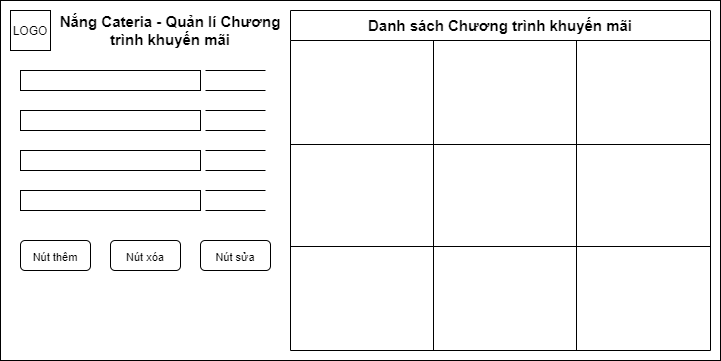 LOGO
Nắng Cateria - Quản lí Chương
trình khuyến mãi
Nút thêm
Nút xóa
Nút sửa
Danh sách Chương trình khuyến mãi